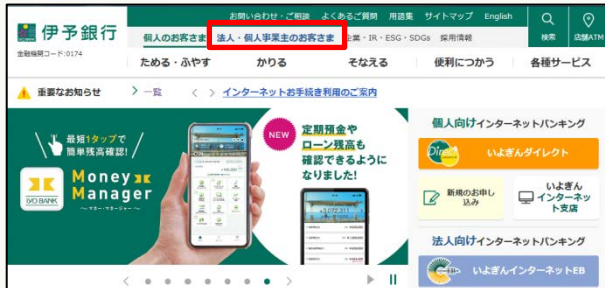 お問い合わせ・ご相談 よくあるご質問 用語集 サイトマップ English
伊予銀行
金融機関コード:0174
個人のお客さま 法人・個人事業主のお客さま 企業・IR・ESG・SDGs 採用情報
検索 店舗ATM
ためる・ふやす かりる そなえる 便利につかう 各種サービス
重要なお知らせ 一覧 < > インターネットお手続き利用のご案内
最短1タップで
簡単残高確認!
IYO BANK
Money
Manager
〜マネー・マネージャー〜
NEW
定期預金や
ローン残高も
確認できるように
なりました!
個人向けインターネットバンキング
Direct いよぎんダイレクト
新規のお申し
込み
いよぎん
インターネッ
ト支店
法人向けインターネットバンキング
いよぎんインターネットEB